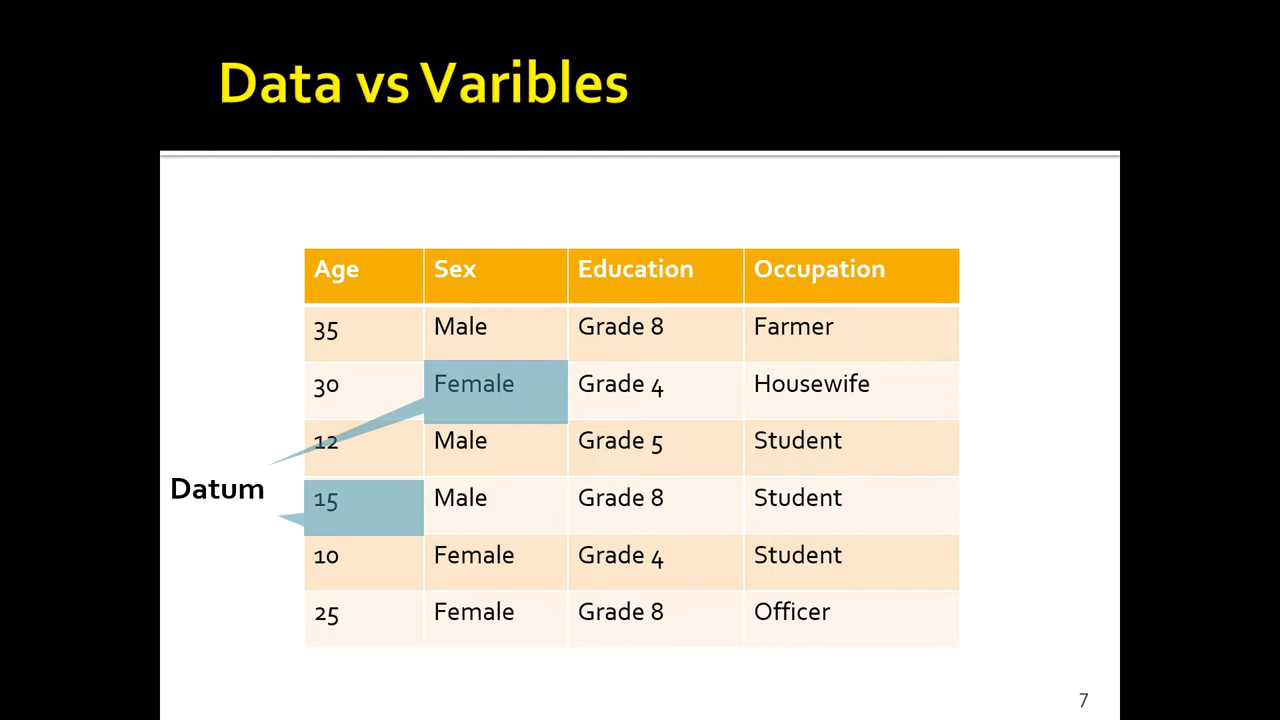 Data vs Varibles
Age Sex Education Occupation
35 Male Grade 8 Farmer
30 Female Grade 4 Housewife
12 Male Grade 5 Student
Datum
15 Male Grade 8 Student
10 Female Grade 4 Student
25 Female Grade 8 Officer
7